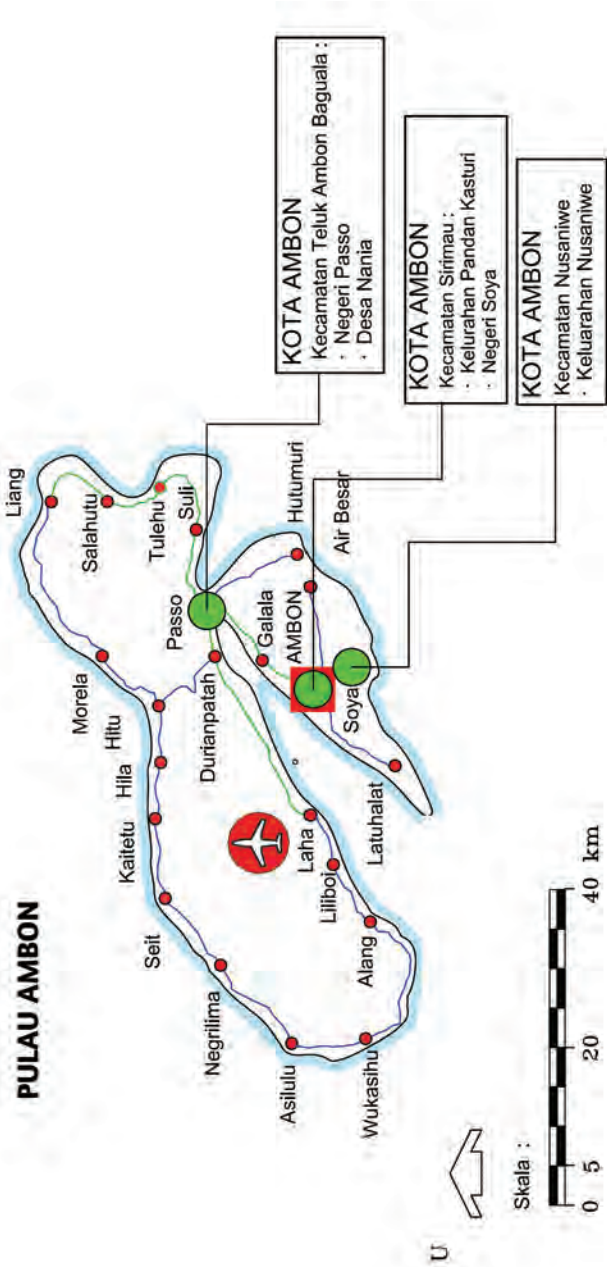 PULAU AMBON
Liang
Salahutu
Tulehu
Suli
Morela
Hitu
Hila
Kaitetu
Seit
Negrilima
Asilulu
Wukasihu
Alang
Liliboi
Laha
Durianpatah
Passo
Galala
AMBON
Soya
Latuhalat
Hutumuri
Air Besar
KOTA AMBON
Kecamatan Teluk Ambon Baguala :
· Negeri Passo
· Desa Nania
KOTA AMBON
Kecamatan Sirimau :
· Kelurahan Pandan Kasturi
· Negeri Soya
KOTA AMBON
Kecamatan Nusaniwe
· Keluarahan Nusaniwe
U
Skala :
0 5 20 40 km